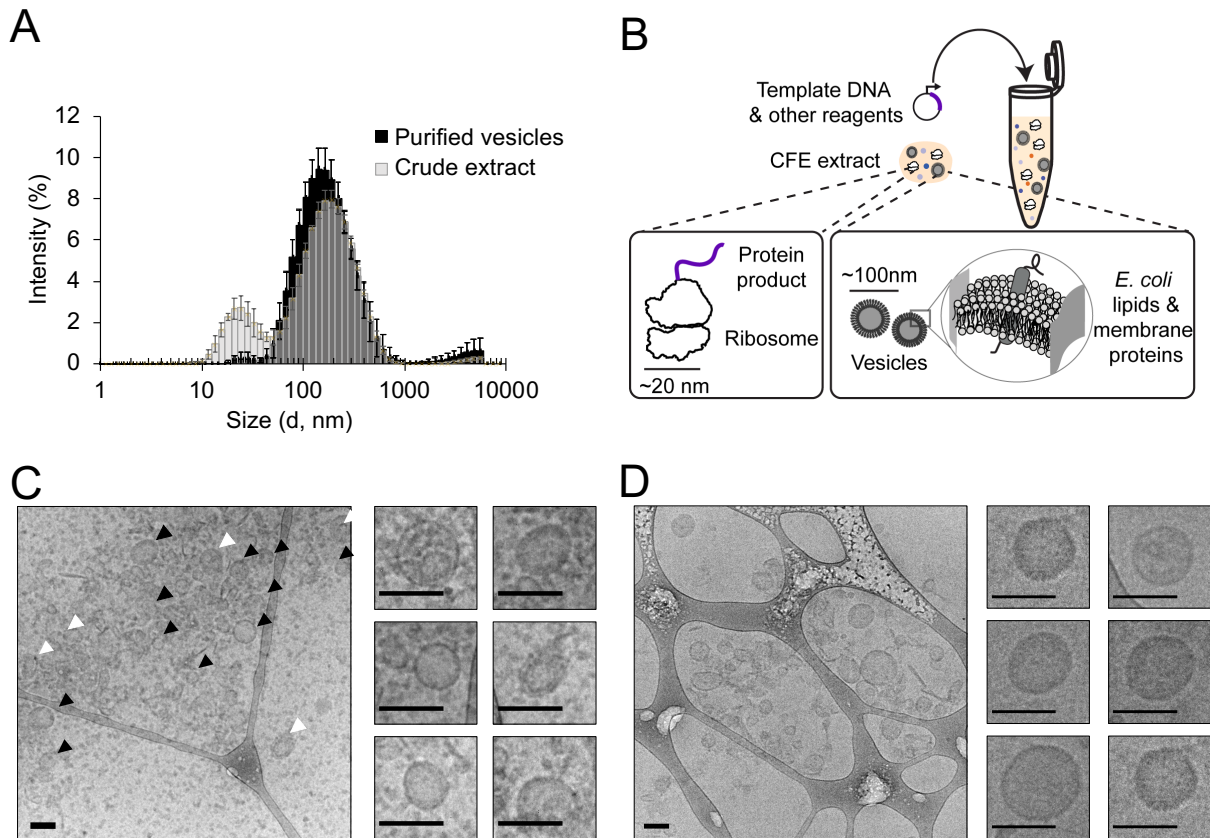 A
12
10
8
6
4
2
0
Intensity (%)
Purified vesicles
Crude extract
1
10
100
1000
10000
Size (d, nm)
B
Template DNA
& other reagents
CFE extract
Protein
product
Ribosome
~20 nm
~100nm
Vesicles
E. coli
lipids &
membrane
proteins
C
D